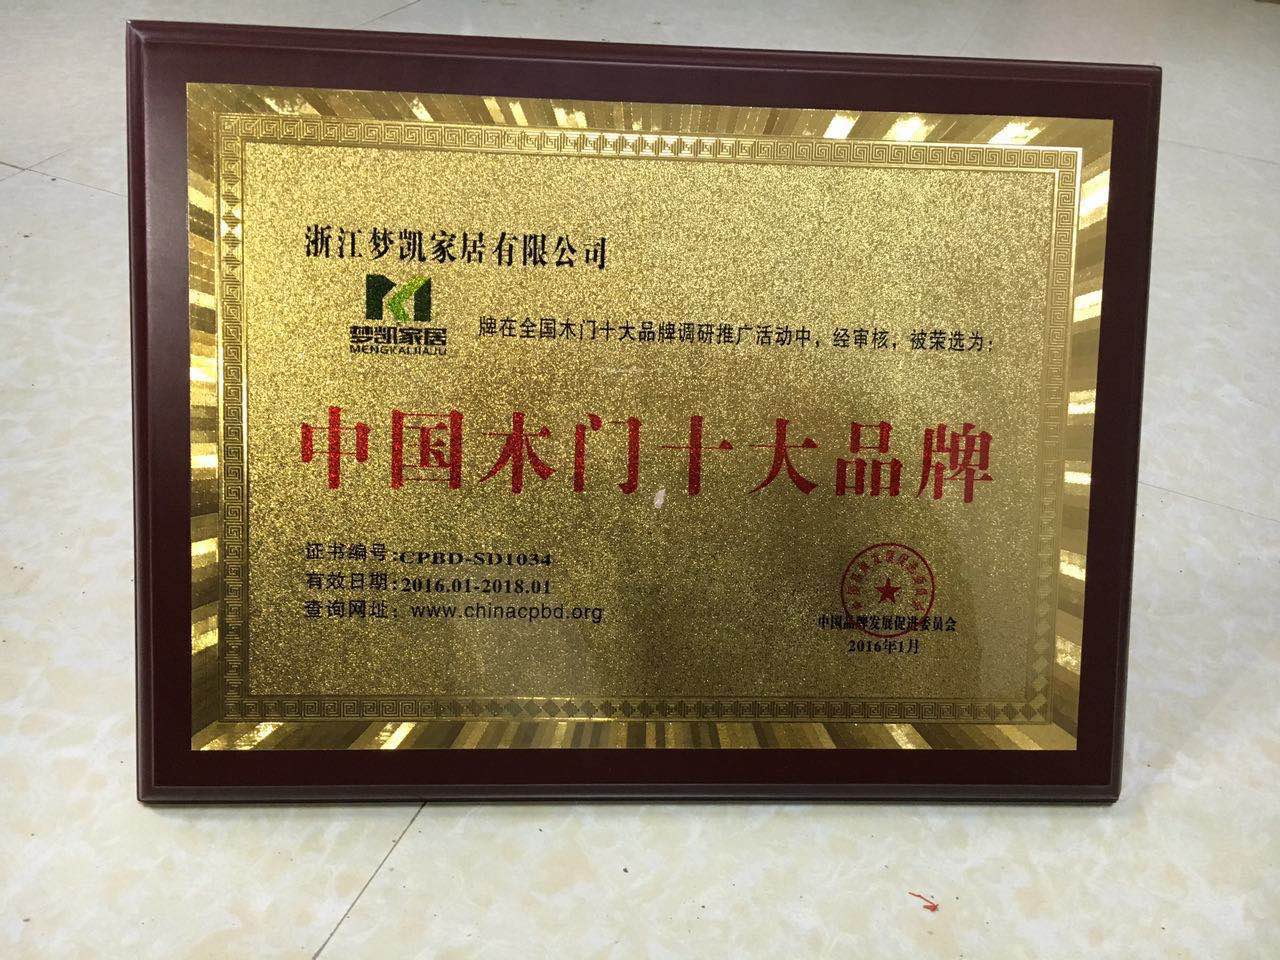 浙江梦凯家居有限公司
梦凯家居
MENGKAIJIAJU
牌在全国木门十大品牌调研推广活动中，经审核，被荣选为：
中国木门十大品牌
证书编号：CPBD-SD1034
有效日期：2016.01-2018.01
查询网址：www.chinacpbd.org
中国品牌发展促进委员会
2016年1月